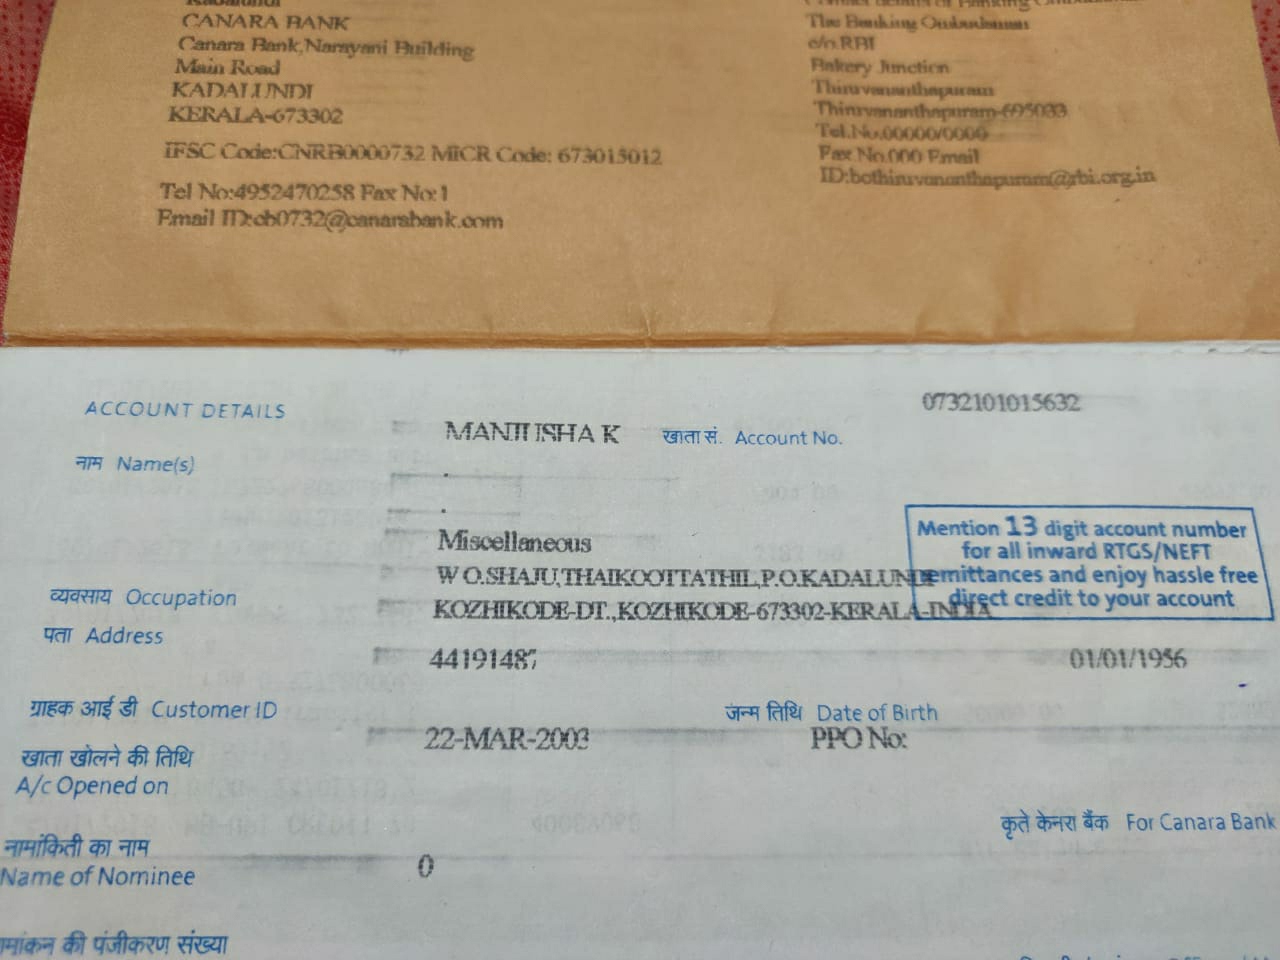 CANARA BANK
Canara Bank,Narayani Building
Main Road
KADALUNDI
KERALA-673302
IFSC Code:CNRB0000732 MICR Code: 673015012
Tel No:4952470258 Fax No:1
Email ID:cb0732@canarabank.com
The Banking Ombudsman
c/o.RBI
Bakery Junction
Thiruvananthapuram
Thiruvananthapuram-695033
Tel.No.00000/0000
Fax.No.000 Email
ID:bothiruvananthapuram@rbi.org.in
ACCOUNT DETAILS
0732101015632
MANJUSHA K खाता सं. Account No.
नाम Name(s)
.
.
Miscellaneous
W O.SHAJU,THAIKOOTTATHIL,P.O.KADALUNDI
KOZHIKODE-DT.,KOZHIKODE-673302-KERALA-INDIA
Mention 13 digit account number
for all inward RTGS/NEFT
remittances and enjoy hassle free
direct credit to your account
व्यवसाय Occupation
पता Address
44191487 01/01/1956
ग्राहक आई डी Customer ID जन्म तिथि Date of Birth
22-MAR-2003 PPO No:
खाता खोलने की तिथि
A/c Opened on
कृते केनरा बैंक For Canara Bank
नामांकिती का नाम
Name of Nominee 0
की पंजीकरण संख्या